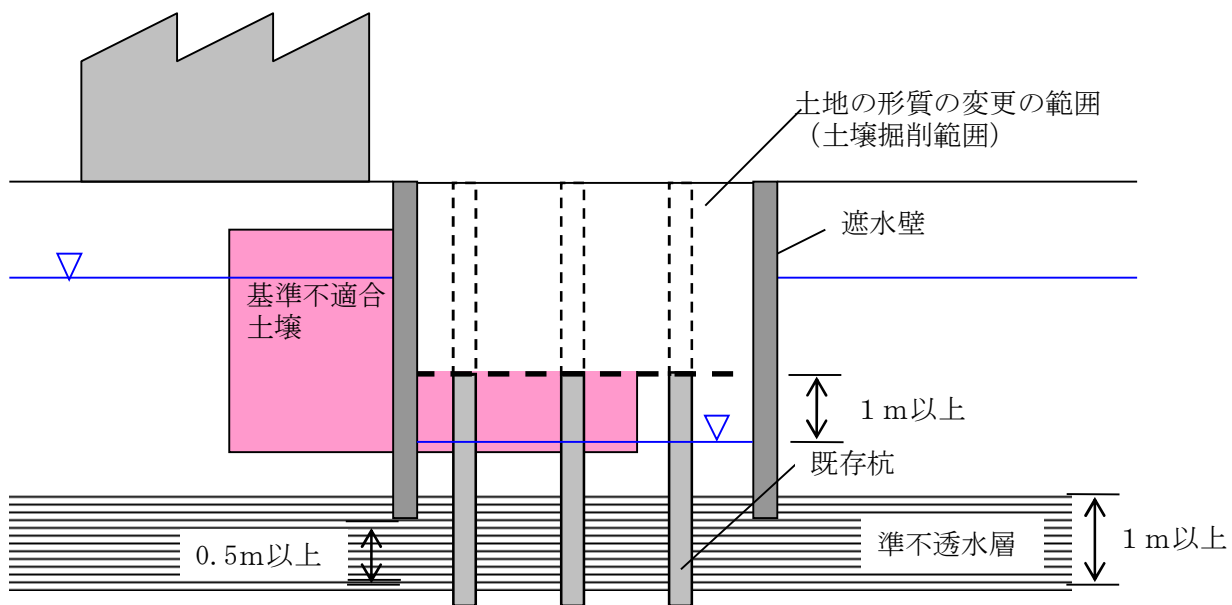 土地の形質の変更の範囲
（土壌掘削範囲）
遮水壁
基準不適合
土壌
１ｍ以上
既存杭
0.5m以上
準不透水層
１ｍ以上